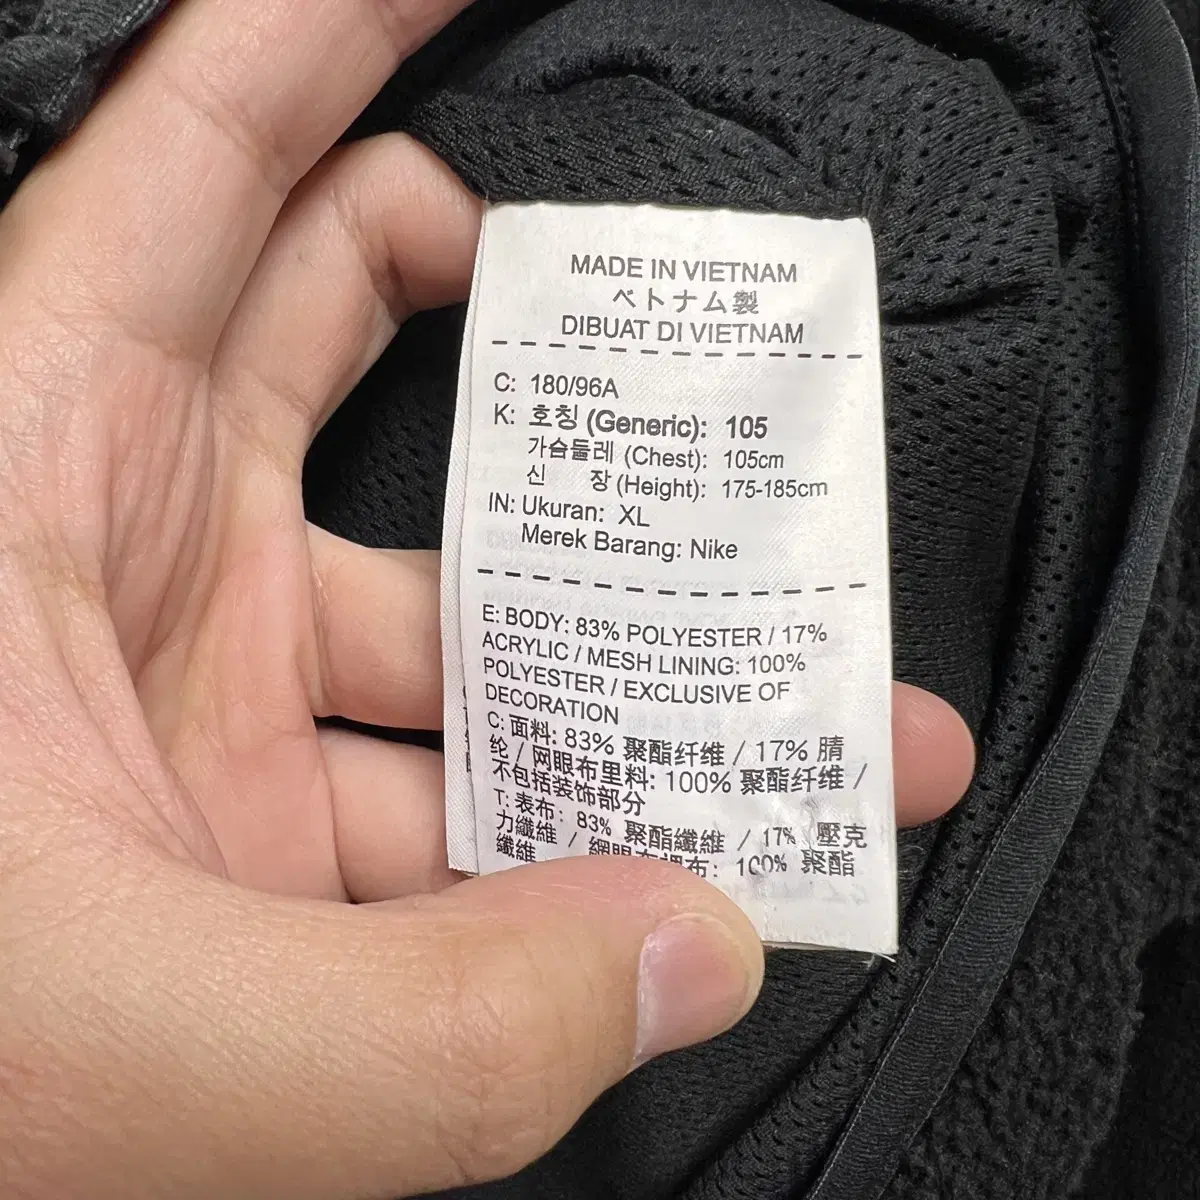 MADE IN VIETNAM
ベトナム製
DIBUAT DI VIETNAM
C: 180/96A
K: 호칭 (Generic): 105
가슴둘레 (Chest): 105cm
신 장 (Height): 175-185cm
IN: Ukuran: XL
Merek Barang: Nike
E: BODY: 83% POLYESTER / 17%
ACRYLIC / MESH LINING: 100%
POLYESTER / EXCLUSIVE OF
DECORATION
C: 面料: 83% 聚酯纤维 / 17% 腈
纶 / 网眼布里料: 100% 聚酯纤维 /
不包括装饰部分
T: 表布: 83% 聚酯纖維 / 17% 壓克
力纖維 / 網眼布裡布: 100% 聚酯
纖維